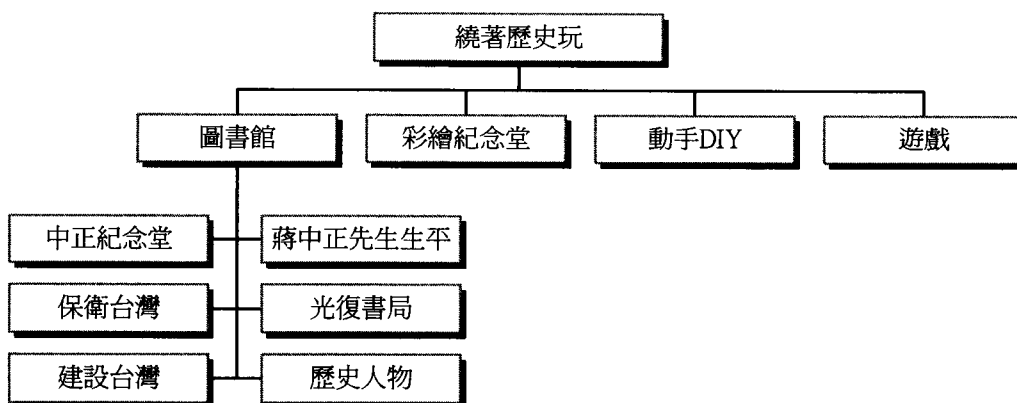 繞著歷史玩
圖書館
彩繪紀念堂
動手DIY
遊戲
中正紀念堂
蔣中正先生生平
保衛台灣
光復書局
建設台灣
歷史人物